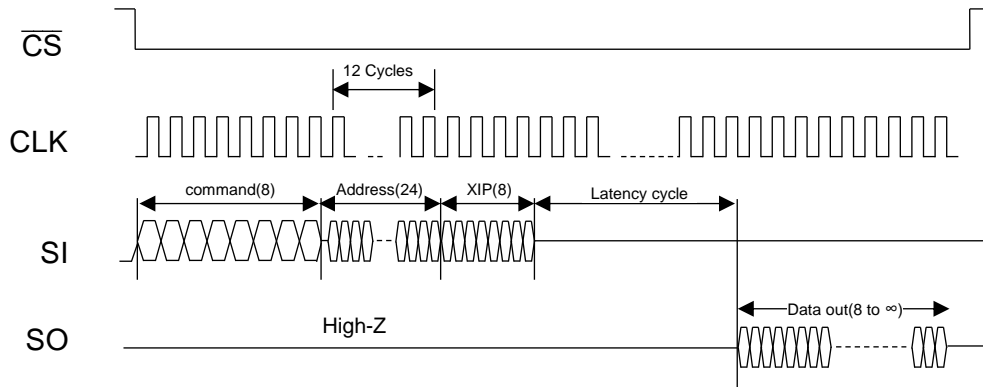 CS
12 Cycles
CLK
command(8)
Address(24)
XIP(8)
Latency cycle
SI
Data out(8 to ∞)
High-Z
SO